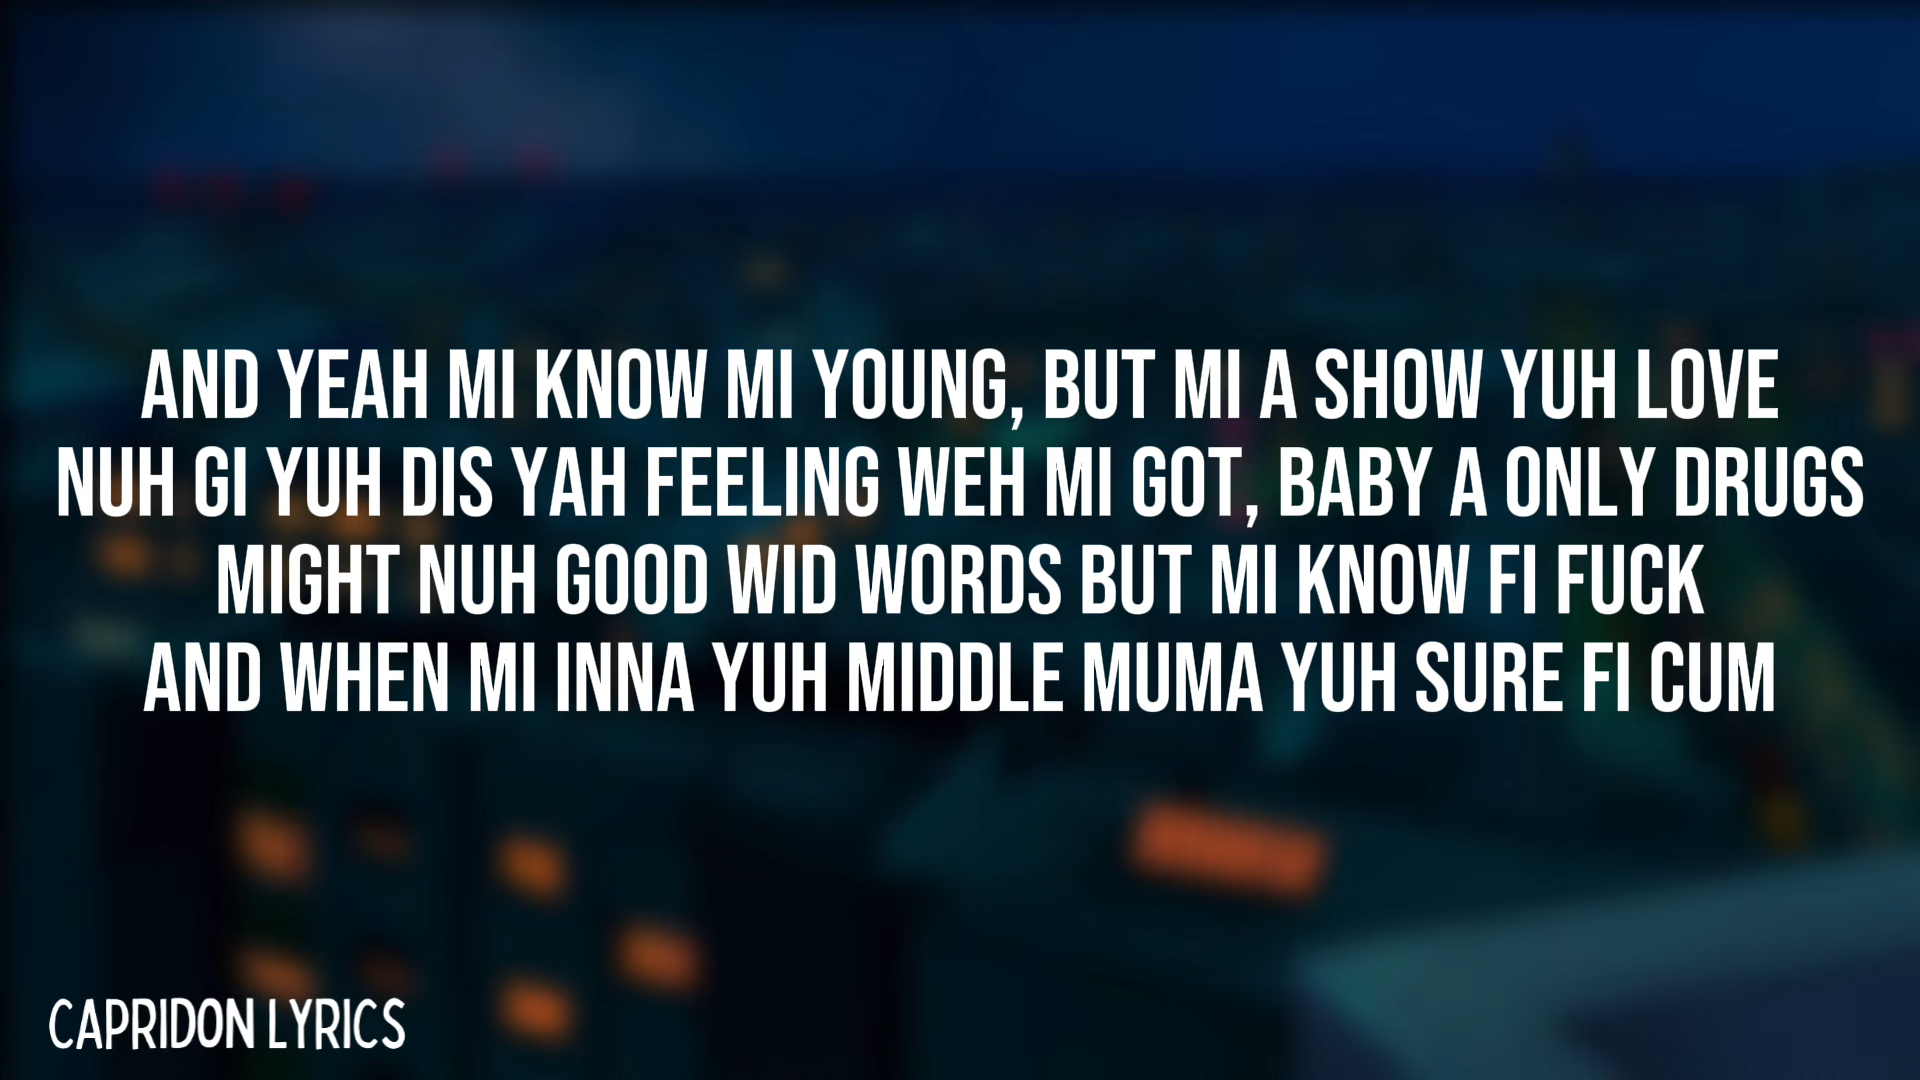 AND YEAH MI KNOW MI YOUNG, BUT MI A SHOW YUH LOVE
NUH GI YUH DIS YAH FEELING WEH MI GOT, BABY A ONLY DRUGS
MIGHT NUH GOOD WID WORDS BUT MI KNOW FI FUCK
AND WHEN MI INNA YUH MIDDLE MUMA YUH SURE FI CUM
CAPRIDON LYRICS